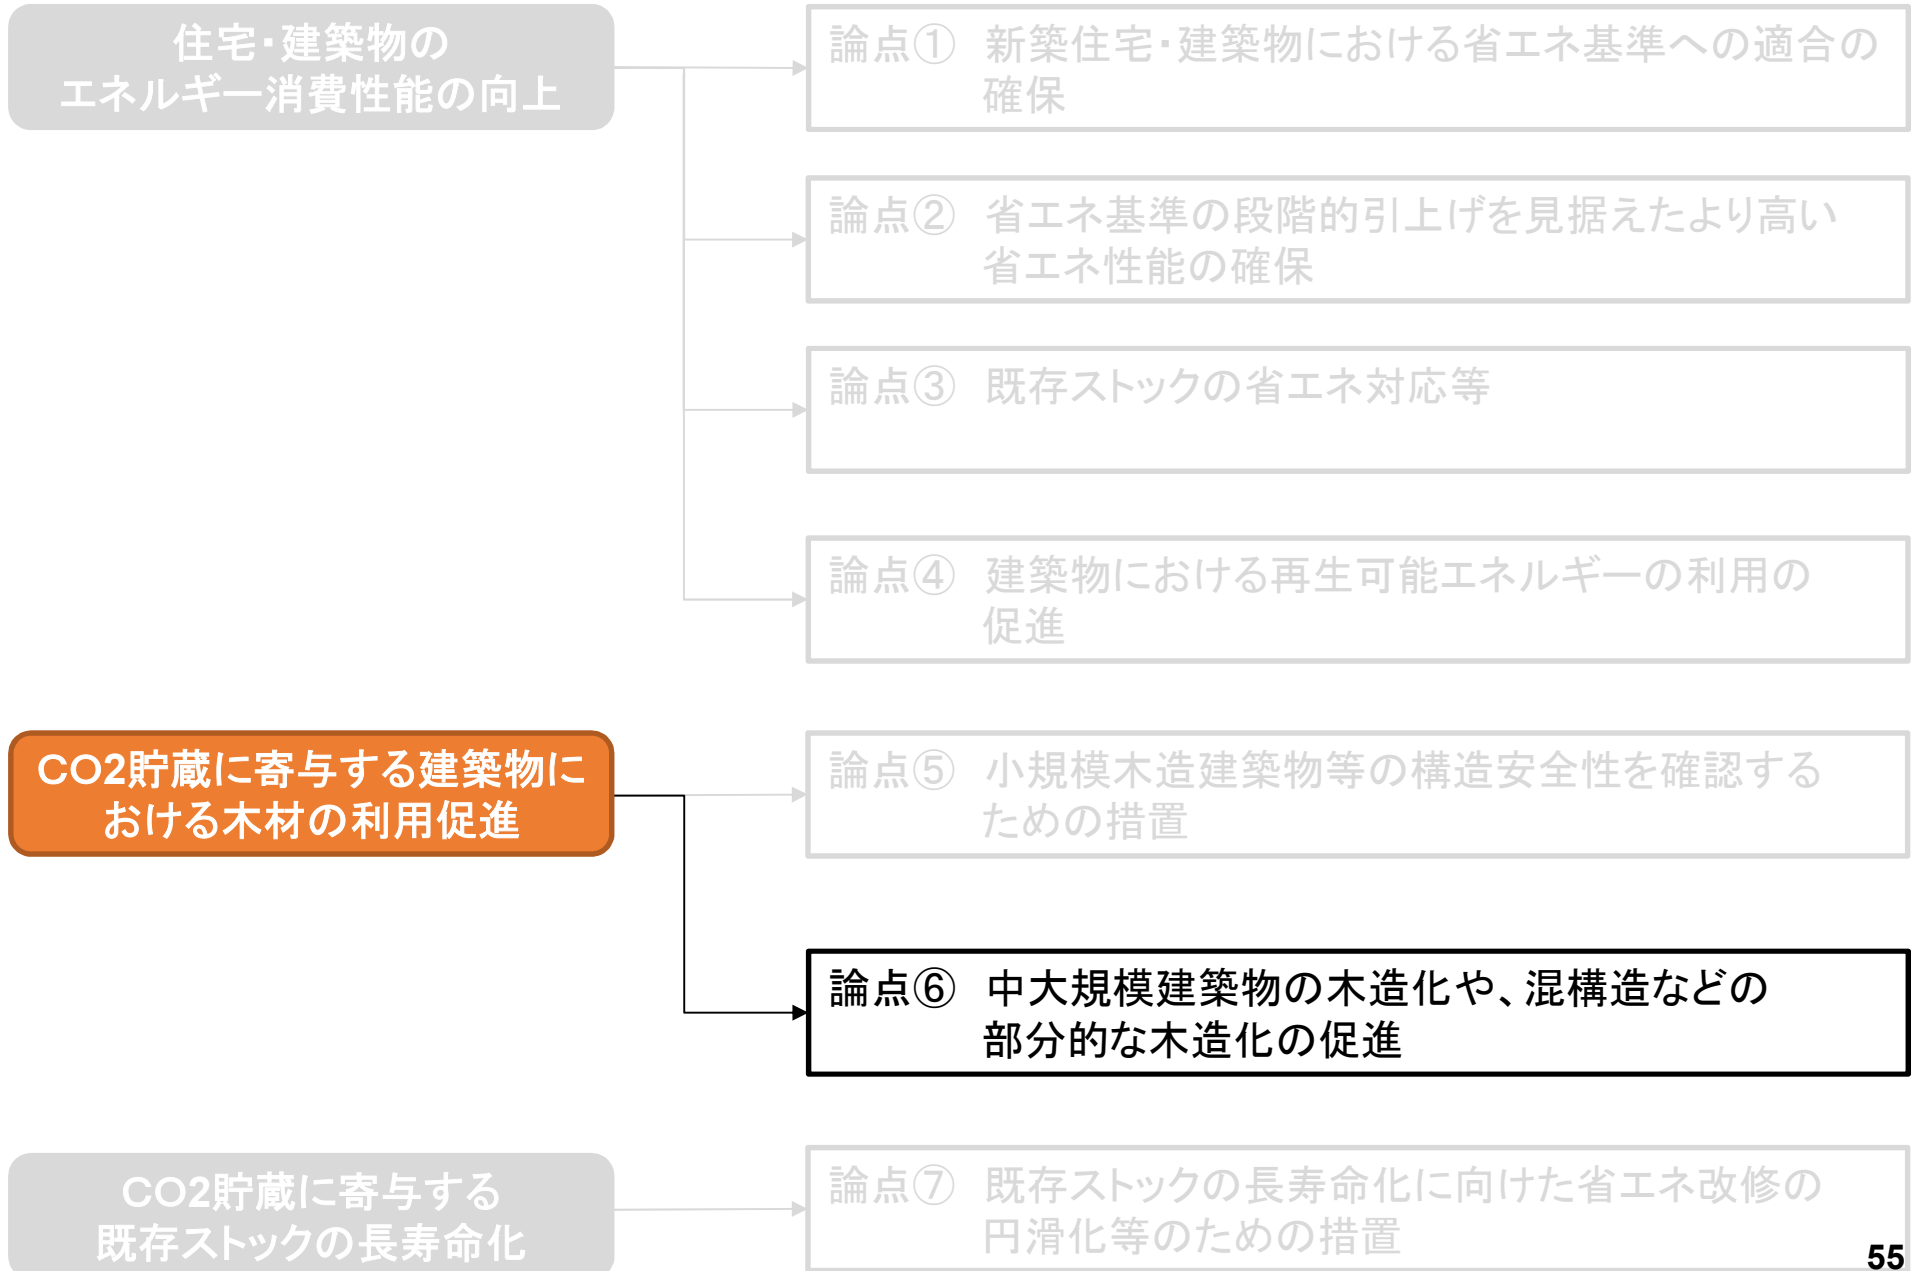 住宅・建築物の
エネルギー消費性能の向上
論点① 新築住宅・建築物における省エネ基準への適合の
確保
論点② 省エネ基準の段階的引上げを見据えたより高い
省エネ性能の確保
論点③ 既存ストックの省エネ対応等
論点④ 建築物における再生可能エネルギーの利用の
促進
CO2貯蔵に寄与する建築物に
おける木材の利用促進
論点⑤ 小規模木造建築物等の構造安全性を確認する
ための措置
論点⑥ 中大規模建築物の木造化や、混構造などの
部分的な木造化の促進
CO2貯蔵に寄与する
既存ストックの長寿命化
論点⑦ 既存ストックの長寿命化に向けた省エネ改修の
円滑化等のための措置
55